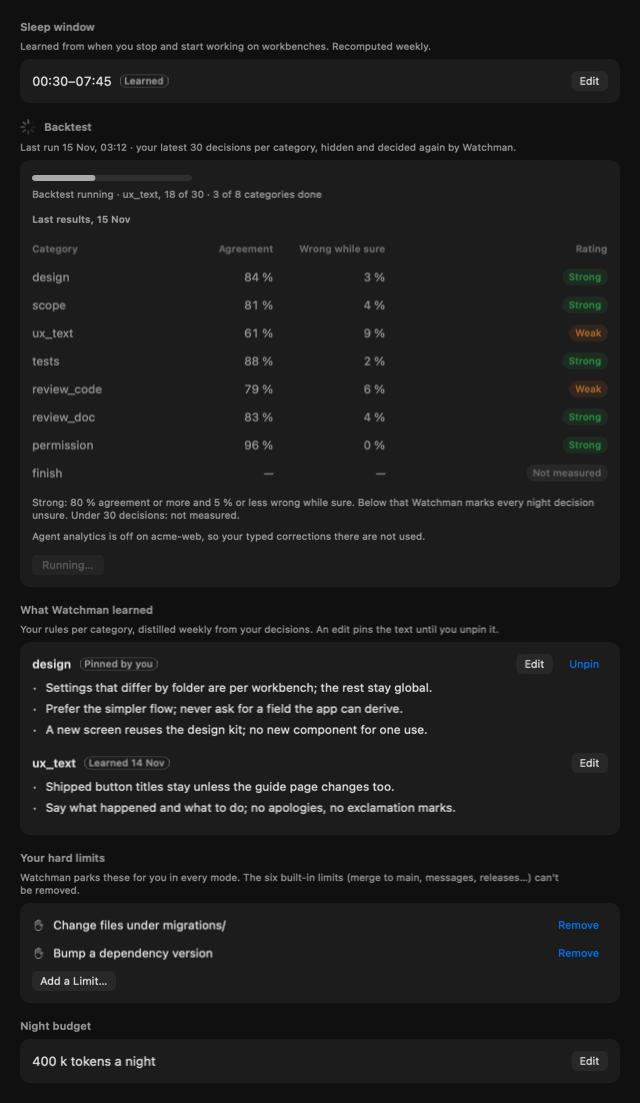 Sleep window
Learned from when you stop and start working on workbenches. Recomputed weekly.
00:30–07:45 Learned Edit
Backtest
Last run 15 Nov, 03:12 · your latest 30 decisions per category, hidden and decided again by Watchman.
Backtest running · ux_text, 18 of 30 · 3 of 8 categories done
Last results, 15 Nov
Category Agreement Wrong while sure Rating
design 84 % 3 % Strong
scope 81 % 4 % Strong
ux_text 61 % 9 % Weak
tests 88 % 2 % Strong
review_code 79 % 6 % Weak
review_doc 83 % 4 % Strong
permission 96 % 0 % Strong
finish — — Not measured
Strong: 80 % agreement or more and 5 % or less wrong while sure. Below that Watchman marks every night decision
unsure. Under 30 decisions: not measured.
Agent analytics is off on acme-web, so your typed corrections there are not used.
Running…
What Watchman learned
Your rules per category, distilled weekly from your decisions. An edit pins the text until you unpin it.
design Pinned by you Edit Unpin
· Settings that differ by folder are per workbench; the rest stay global.
· Prefer the simpler flow; never ask for a field the app can derive.
· A new screen reuses the design kit; no new component for one use.
ux_text Learned 14 Nov Edit
· Shipped button titles stay unless the guide page changes too.
· Say what happened and what to do; no apologies, no exclamation marks.
Your hard limits
Watchman parks these for you in every mode. The six built-in limits (merge to main, messages, releases…) can't
be removed.
Change files under migrations/ Remove
Bump a dependency version Remove
Add a Limit…
Night budget
400 k tokens a night Edit